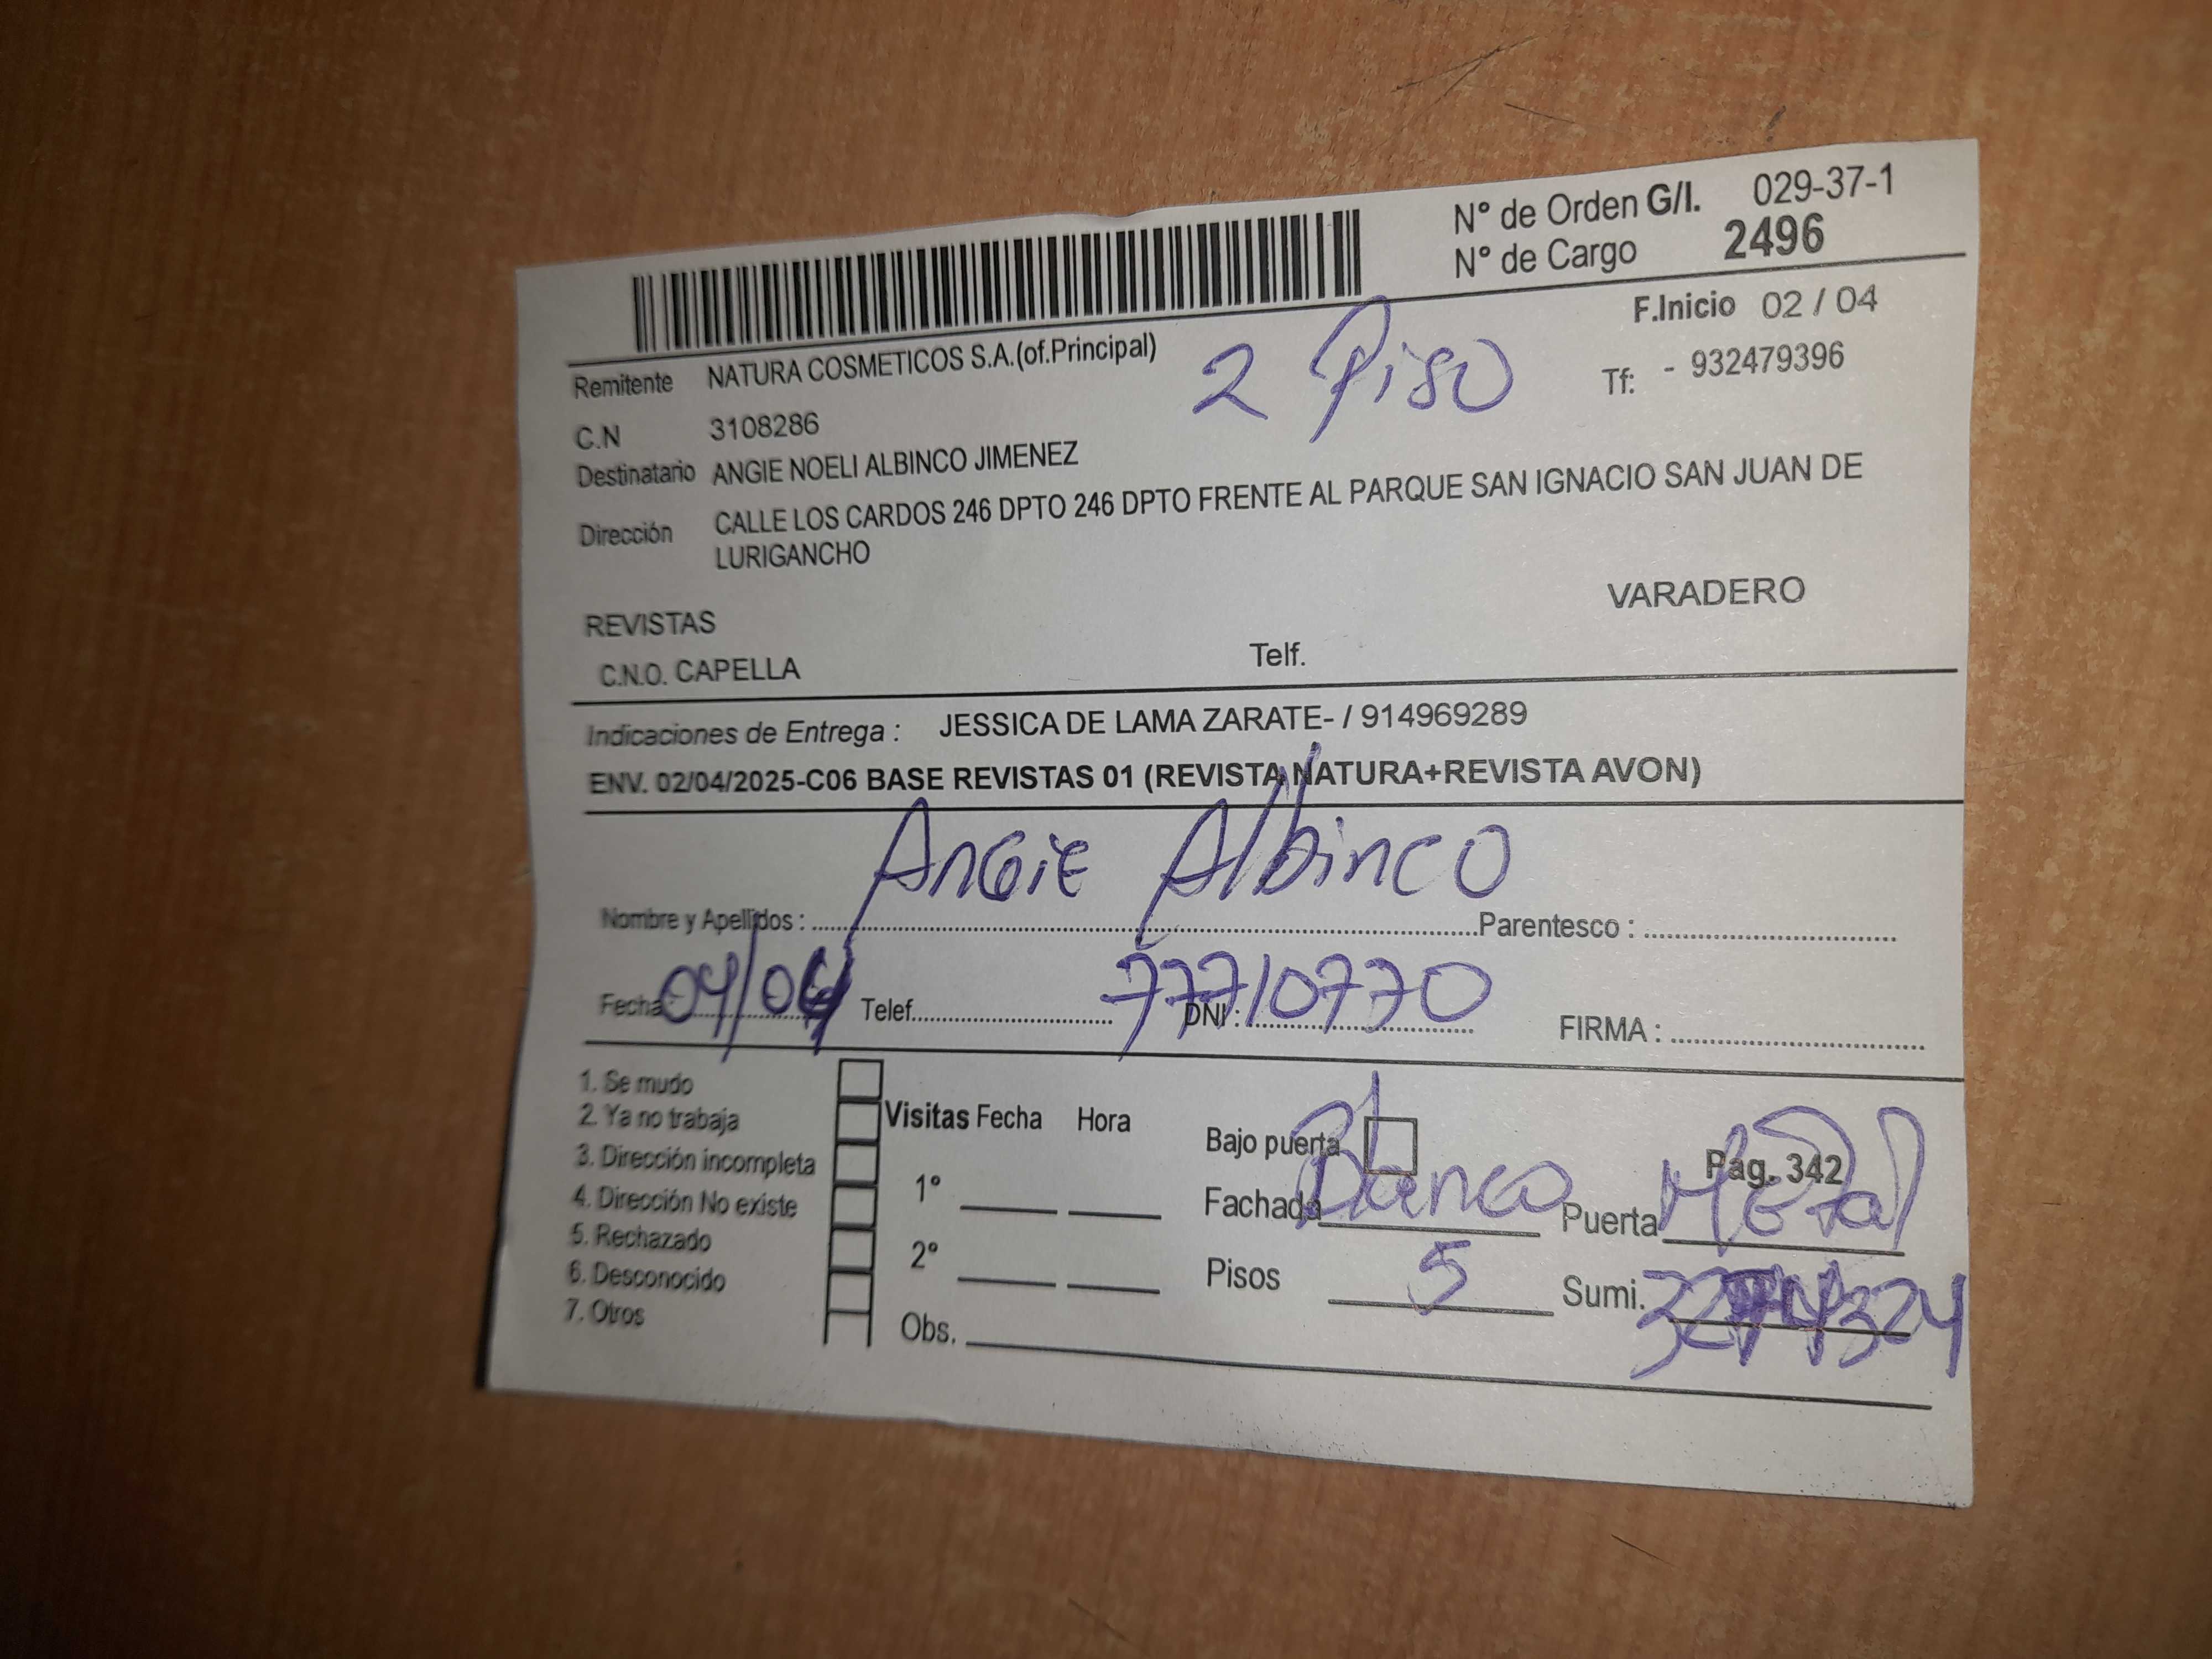 N° de Orden G/I. 029-37-1
N° de Cargo 2496
F.Inicio 02 / 04
Remitente NATURA COSMETICOS S.A.(of.Principal)
2 Piso
Tf: - 932479396
C.N 3108286
Destinatario ANGIE NOELI ALBINCO JIMENEZ
Dirección CALLE LOS CARDOS 246 DPTO 246 DPTO FRENTE AL PARQUE SAN IGNACIO SAN JUAN DE
LURIGANCHO
VARADERO
REVISTAS
C.N.O. CAPELLA Telf.
Indicaciones de Entrega : JESSICA DE LAMA ZARATE- / 914969289
ENV. 02/04/2025-C06 BASE REVISTAS 01 (REVISTA NATURA+REVISTA AVON)
Nombre y Apellidos : Angie Albinco Parentesco :
Fecha : 04/04 Telef. DNI : 77710770 FIRMA :
1. Se mudo
2. Ya no trabaja
3. Dirección incompleta
4. Dirección No existe
5. Rechazado
6. Desconocido
7. Otros
Visitas Fecha Hora
1°
2°
Obs.
Bajo puerta Pag. 342
Fachada Blanco Puerta Metal
Pisos 5 Sumi.